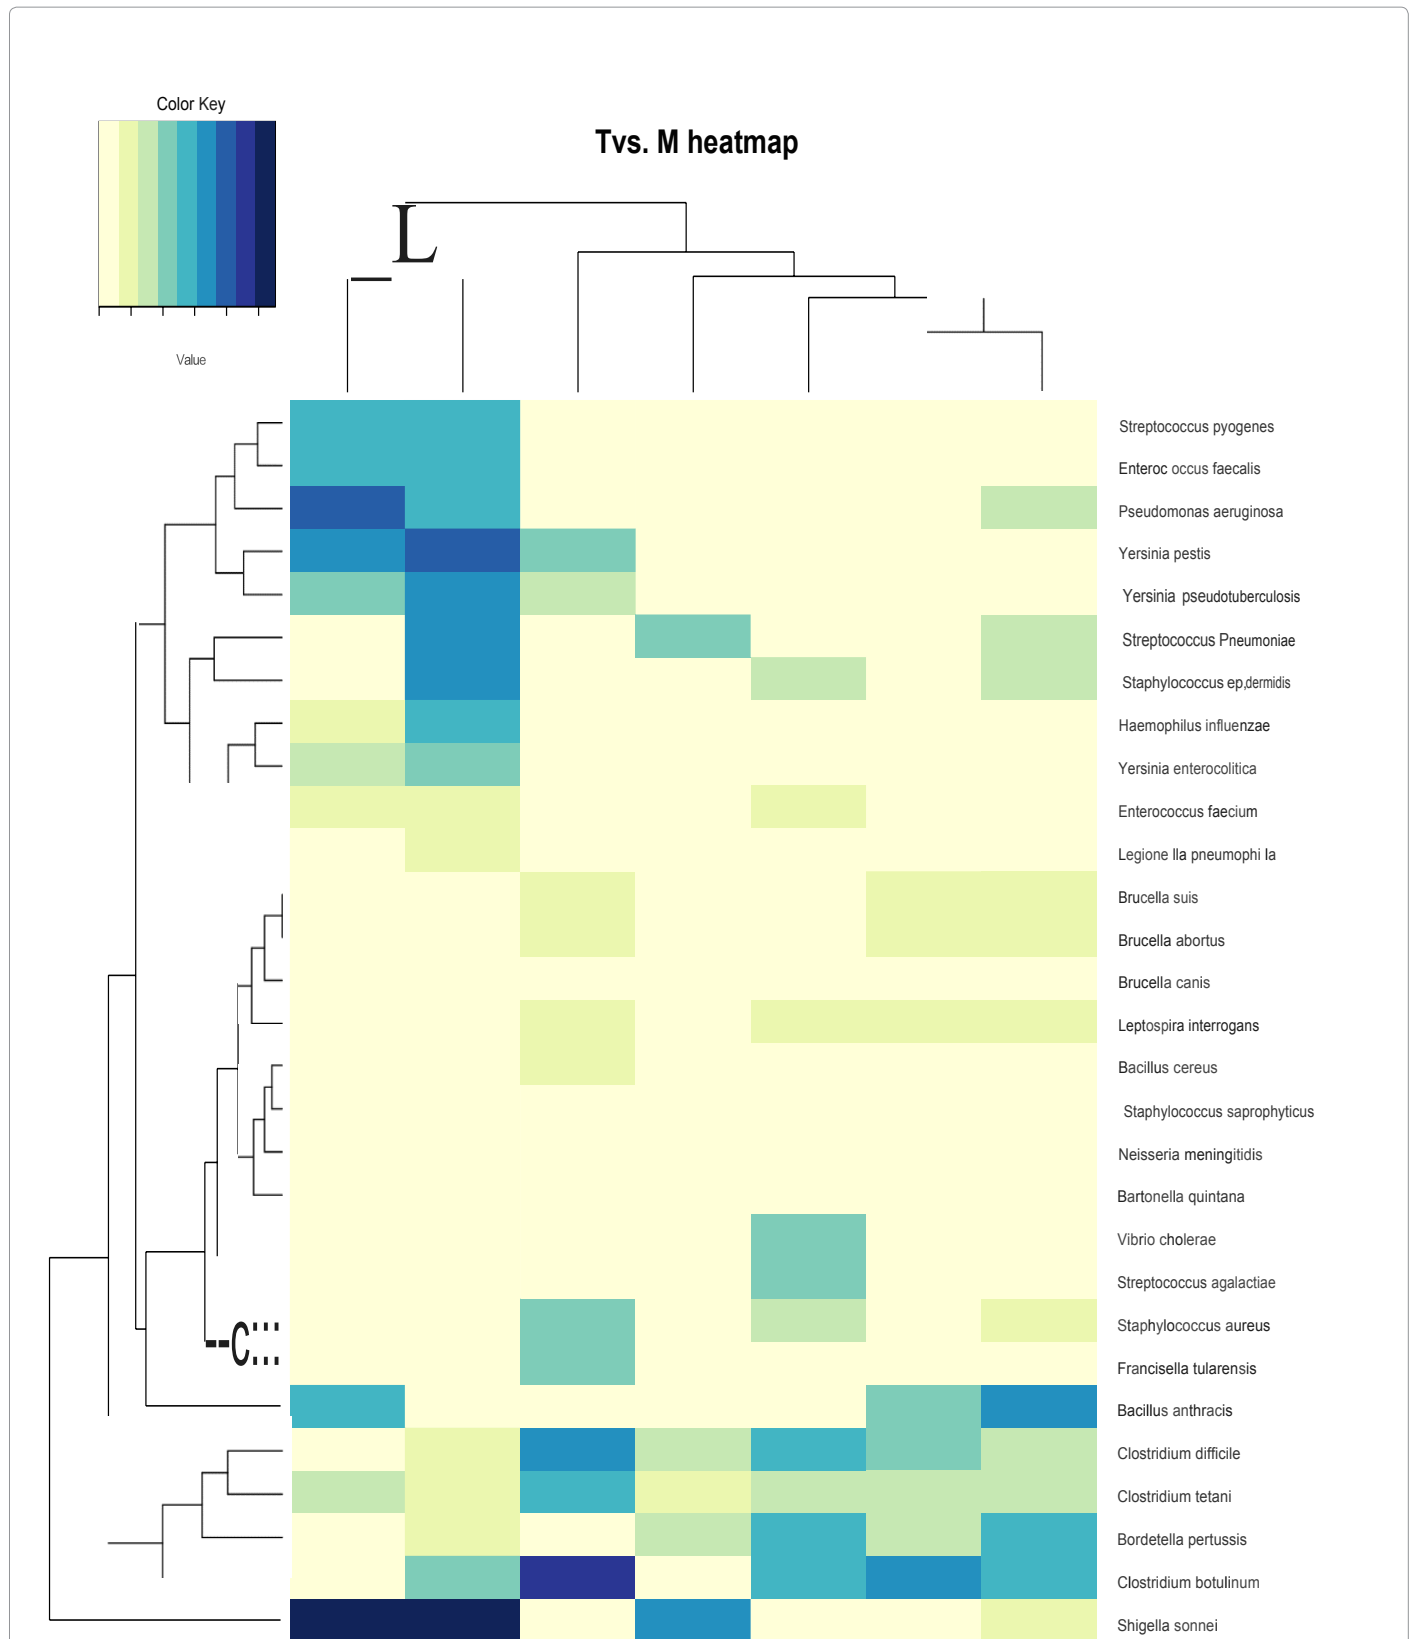 Color Key
Tvs. M heatmap
L
Value
Streptococcus pyogenes
Enteroc occus faecalis
Pseudomonas aeruginosa
Yersinia pestis
Yersinia pseudotuberculosis
Streptococcus Pneumoniae
Staphylococcus ep,dermidis
Haemophilus influenzae
Yersinia enterocolitica
Enterococcus faecium
Legione lla pneumophi la
Brucella suis
Brucella abortus
Brucella canis
Leptospira interrogans
Bacillus cereus
Staphylococcus saprophyticus
Neisseria meningitidis
Bartonella quintana
Vibrio cholerae
Streptococcus agalactiae
Staphylococcus aureus
--C:::
Francisella tularensis
Bacillus anthracis
Clostridium difficile
Clostridium tetani
Bordetella pertussis
Clostridium botulinum
Shigella sonnei